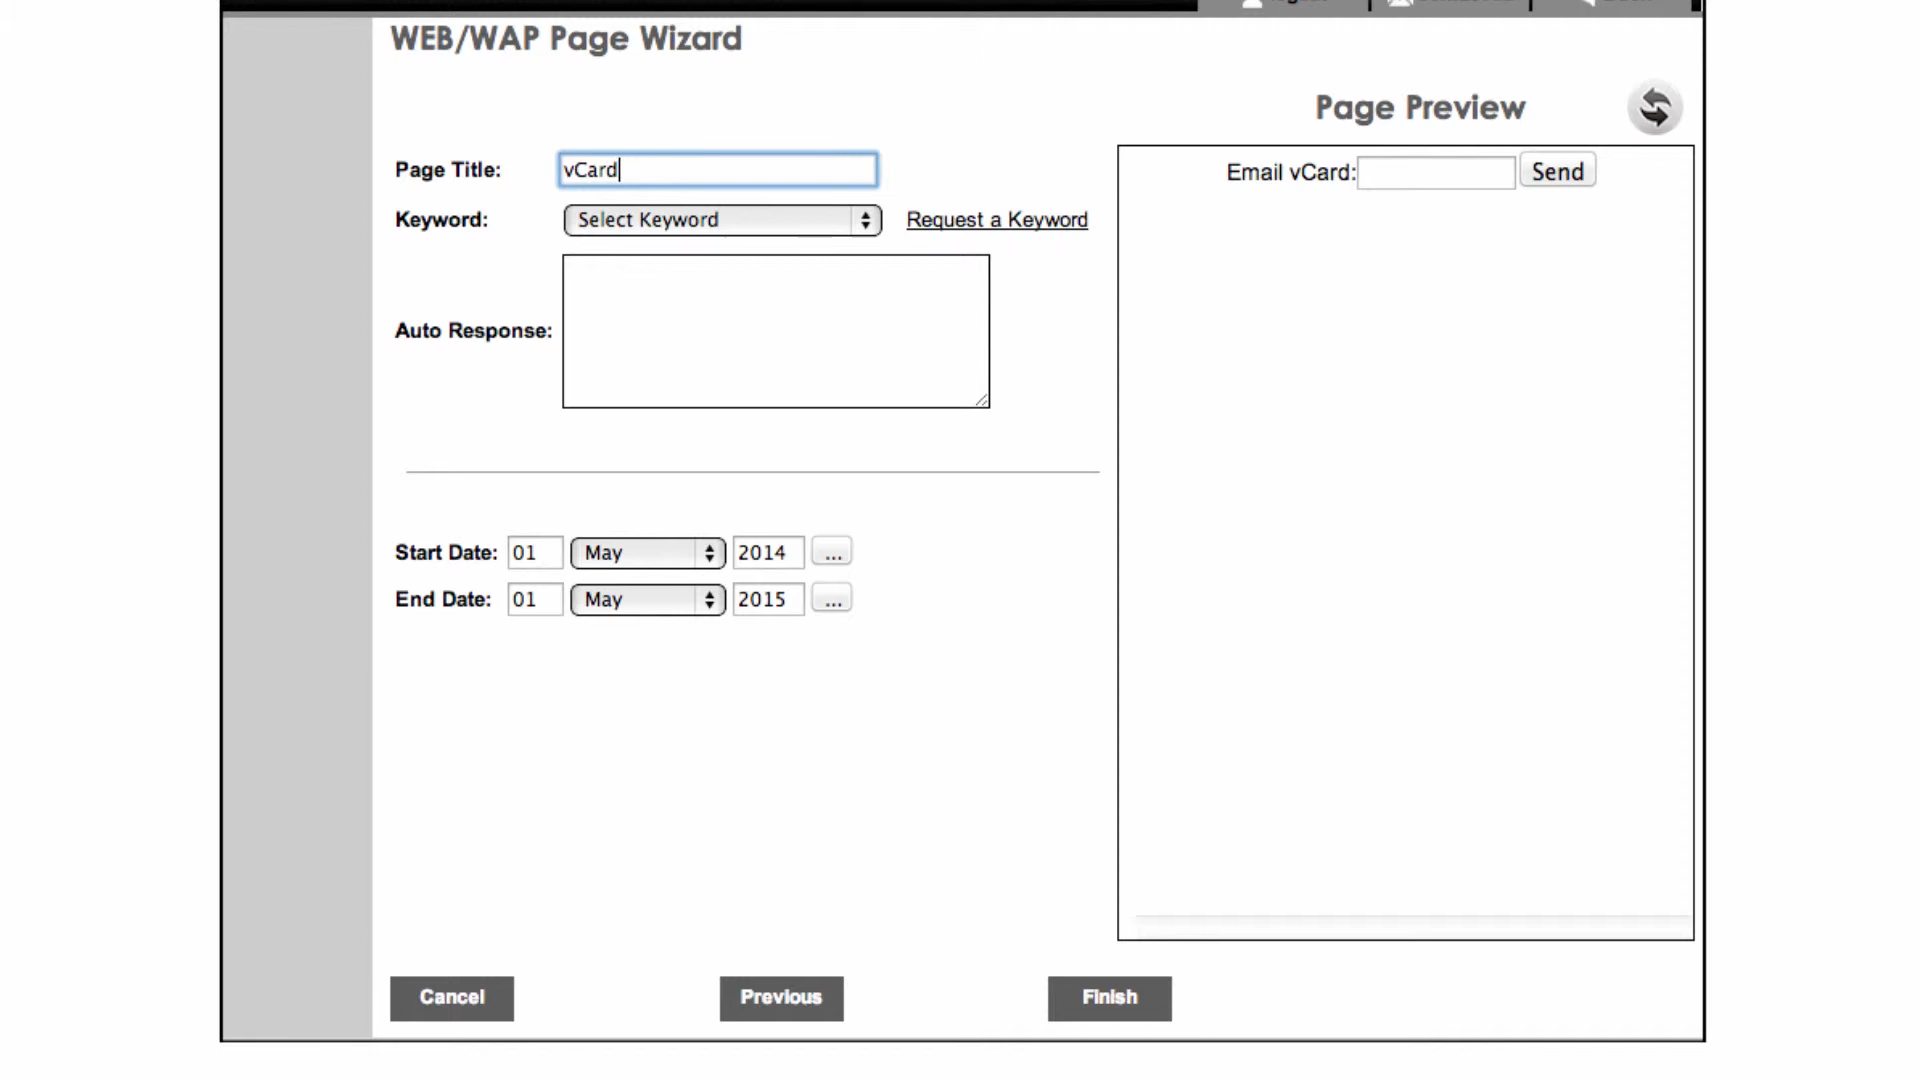 WEB/WAP Page Wizard
Page Preview
Page Title: vCard
Email vCard: Send
Keyword: Select Keyword Request a Keyword
Auto Response:
Start Date: 01 May 2014 ...
End Date: 01 May 2015 ...
Cancel Previous Finish